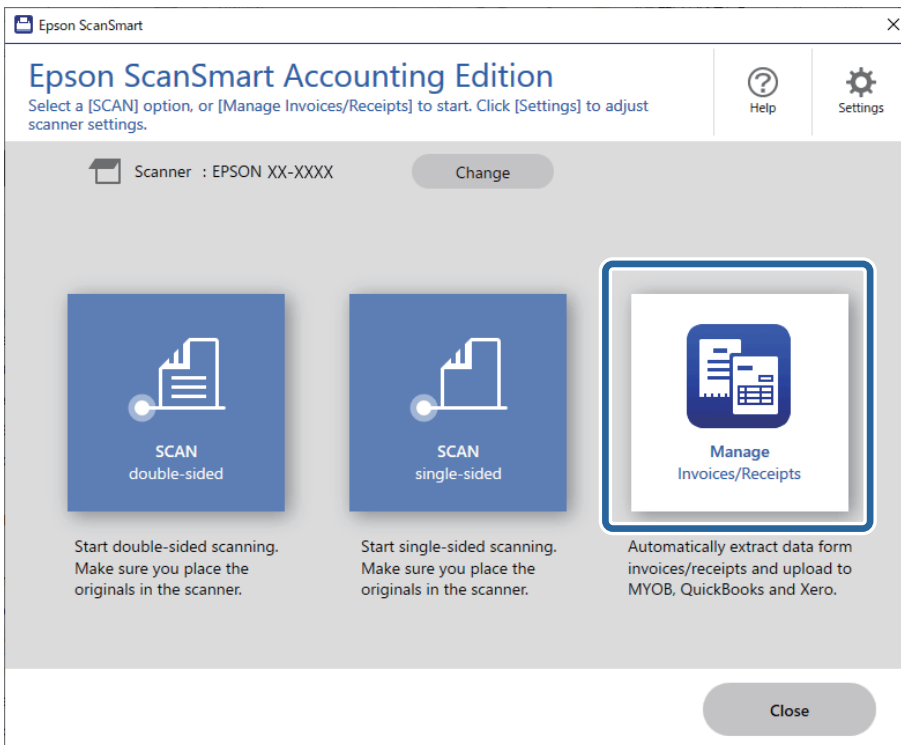 Epson ScanSmart
Epson ScanSmart Accounting Edition
Select a [SCAN] option, or [Manage Invoices/Receipts] to start. Click [Settings] to adjust
scanner settings.
Help
Settings
Scanner : EPSON XX-XXXX
Change
SCAN
double-sided
Start double-sided scanning.
Make sure you place the
originals in the scanner.
SCAN
single-sided
Start single-sided scanning.
Make sure you place the
originals in the scanner.
Manage
Invoices/Receipts
Automatically extract data form
invoices/receipts and upload to
MYOB, QuickBooks and Xero.
Close